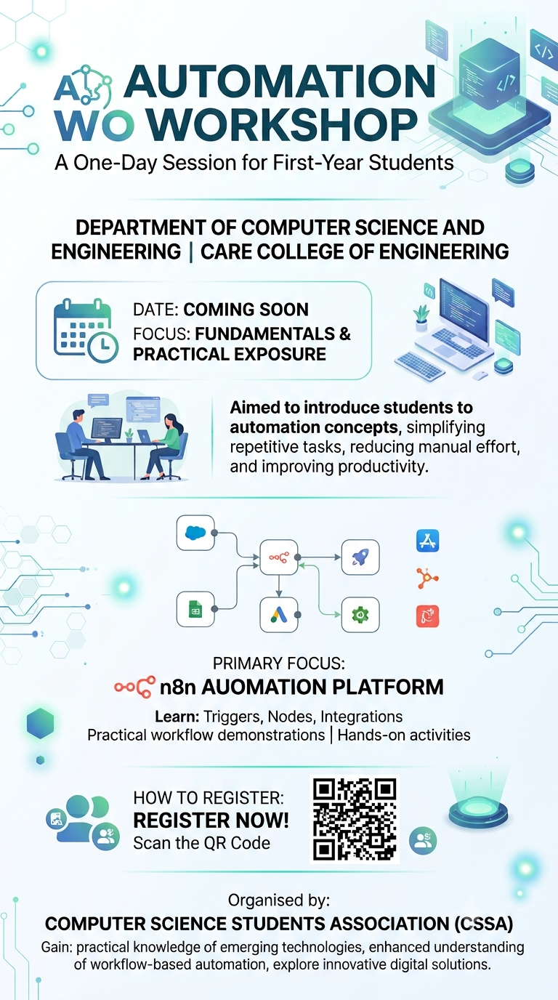 A AUTOMATION
WO WORKSHOP
A One-Day Session for First-Year Students
DEPARTMENT OF COMPUTER SCIENCE AND
ENGINEERING | CARE COLLEGE OF ENGINEERING
DATE: COMING SOON
FOCUS: FUNDAMENTALS &
PRACTICAL EXPOSURE
Aimed to introduce students to
automation concepts, simplifying
repetitive tasks, reducing manual effort,
and improving productivity.
PRIMARY FOCUS:
n8n AUOMATION PLATFORM
Learn: Triggers, Nodes, Integrations
Practical workflow demonstrations | Hands-on activities
HOW TO REGISTER:
REGISTER NOW!
Scan the QR Code
Organised by:
COMPUTER SCIENCE STUDENTS ASSOCIATION (CSSA)
Gain: practical knowledge of emerging technologies, enhanced understanding
of workflow-based automation, explore innovative digital solutions.